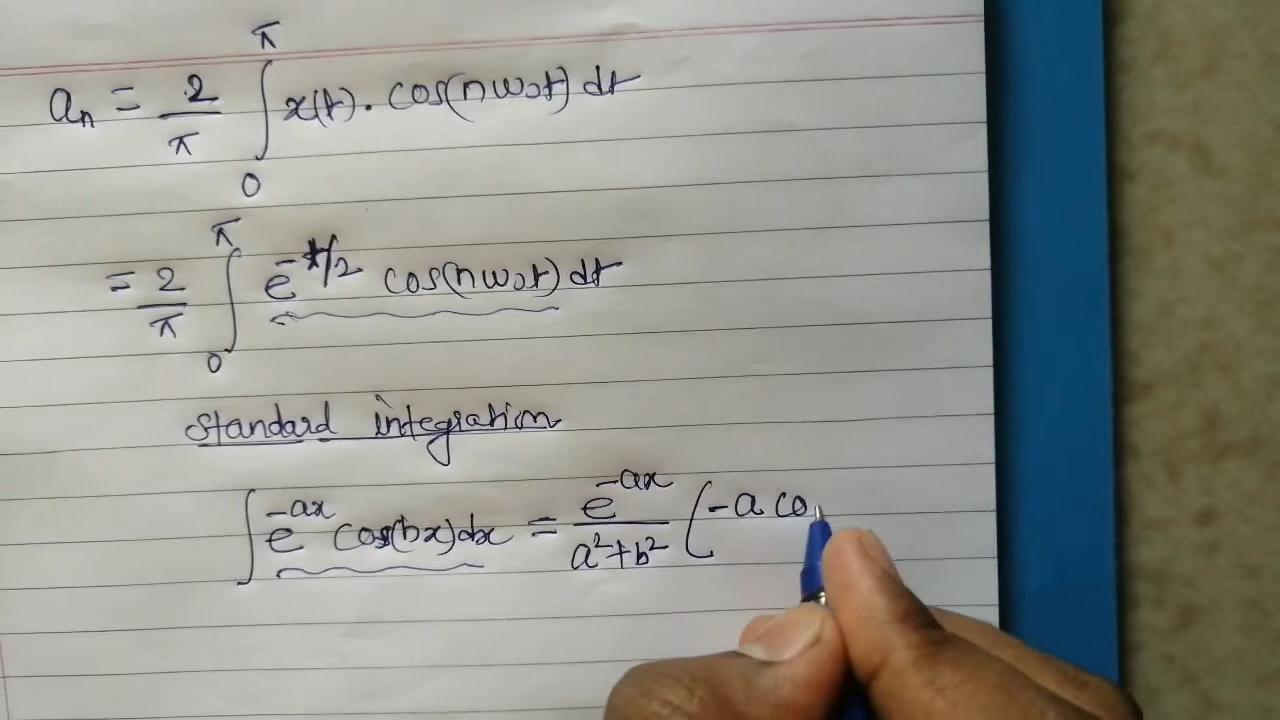 aₙ = 2/π ∫₀^π x(t). cos(nω₀t) dt
= 2/π ∫₀^π e^(-t/2) cos(nω₀t) dt
Standard integration
∫ e^(-ax) cos(bx) dx = e^(-ax)/(a²+b²) (-a co